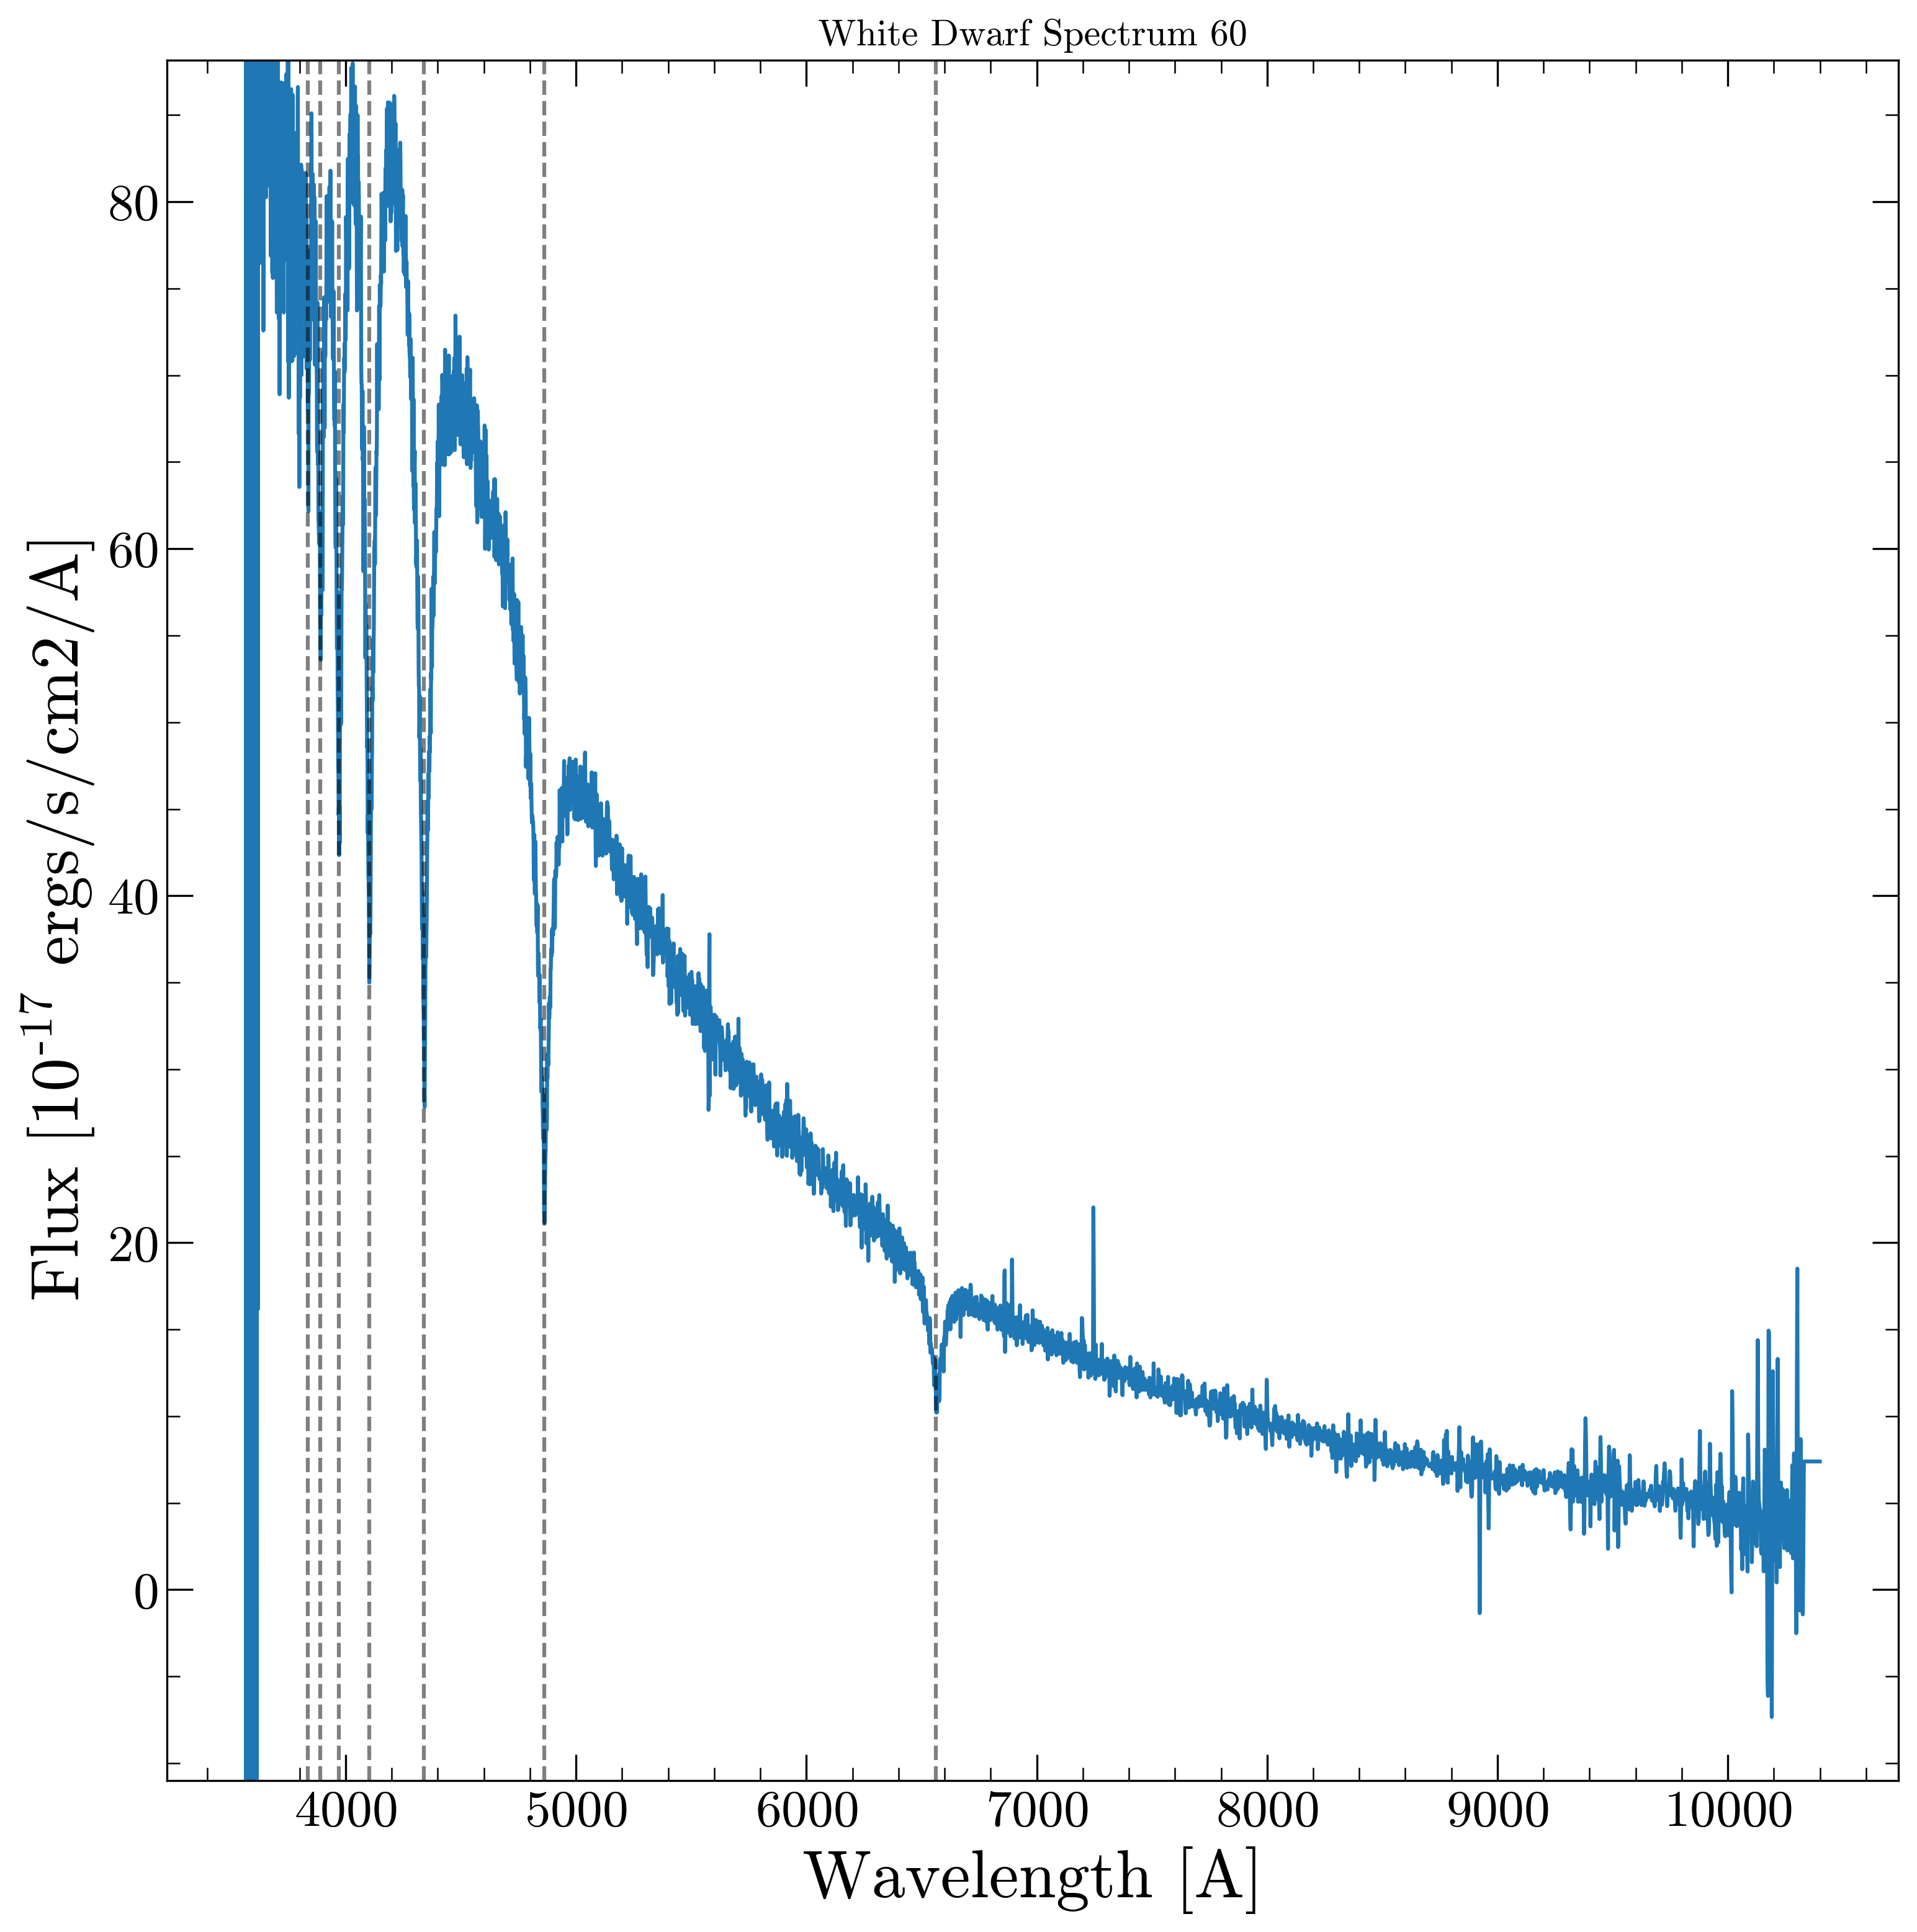 White Dwarf Spectrum 60
Flux [10⁻¹⁷ ergs/s/cm2/A]
80
60
40
20
0
4000 5000 6000 7000 8000 9000 10000
Wavelength [A]